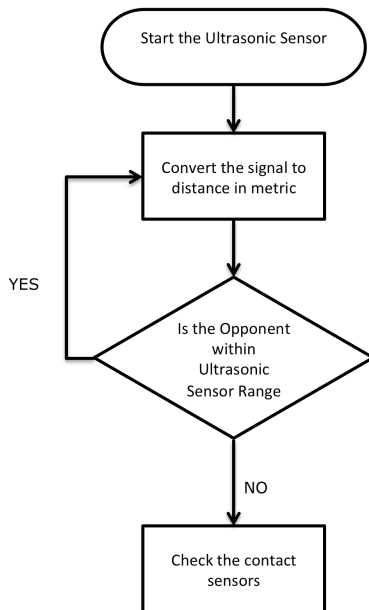 Start the Ultrasonic Sensor
Convert the signal to
distance in metric
YES
Is the Opponent
within
Ultrasonic
Sensor Range
NO
Check the contact
sensors